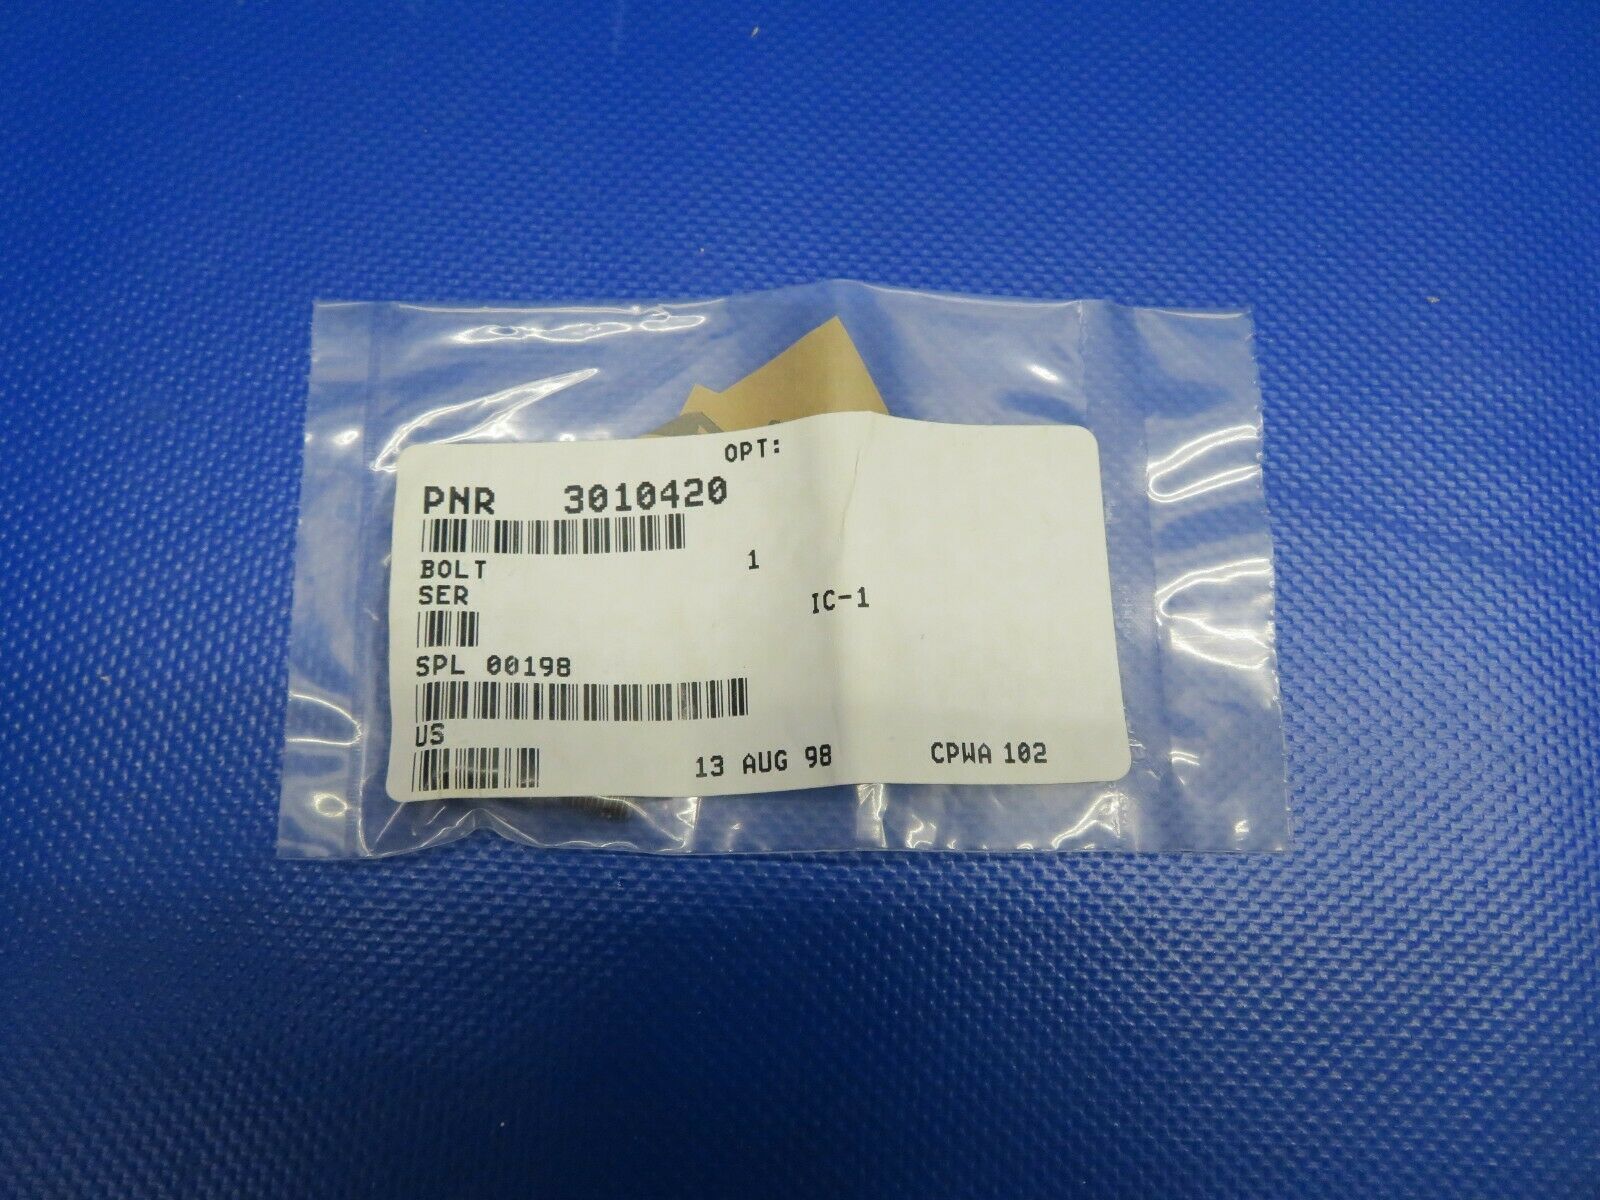 OPT:
PNR 3010420
BOLT 1
SER IC-1
SPL 00198
US
13 AUG 98 CPWA 102